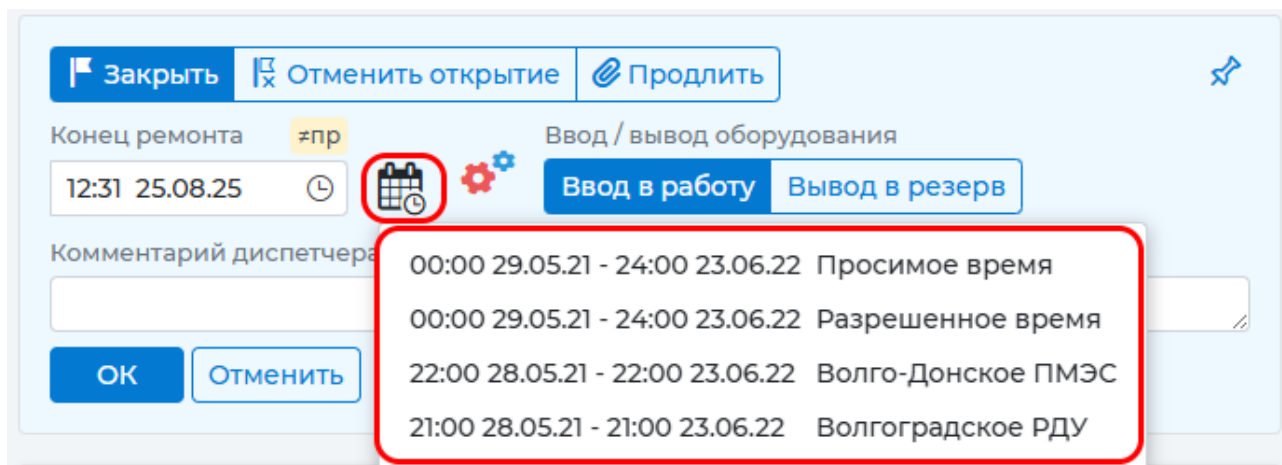 Закрыть Отменить открытие Продлить
Конец ремонта ≠пр Ввод / вывод оборудования
12:31 25.08.25 Ввод в работу Вывод в резерв
Комментарий диспетчера
00:00 29.05.21 - 24:00 23.06.22 Просимое время
00:00 29.05.21 - 24:00 23.06.22 Разрешенное время
ОК Отменить 22:00 28.05.21 - 22:00 23.06.22 Волго-Донское ПМЭС
21:00 28.05.21 - 21:00 23.06.22 Волгоградское РДУ